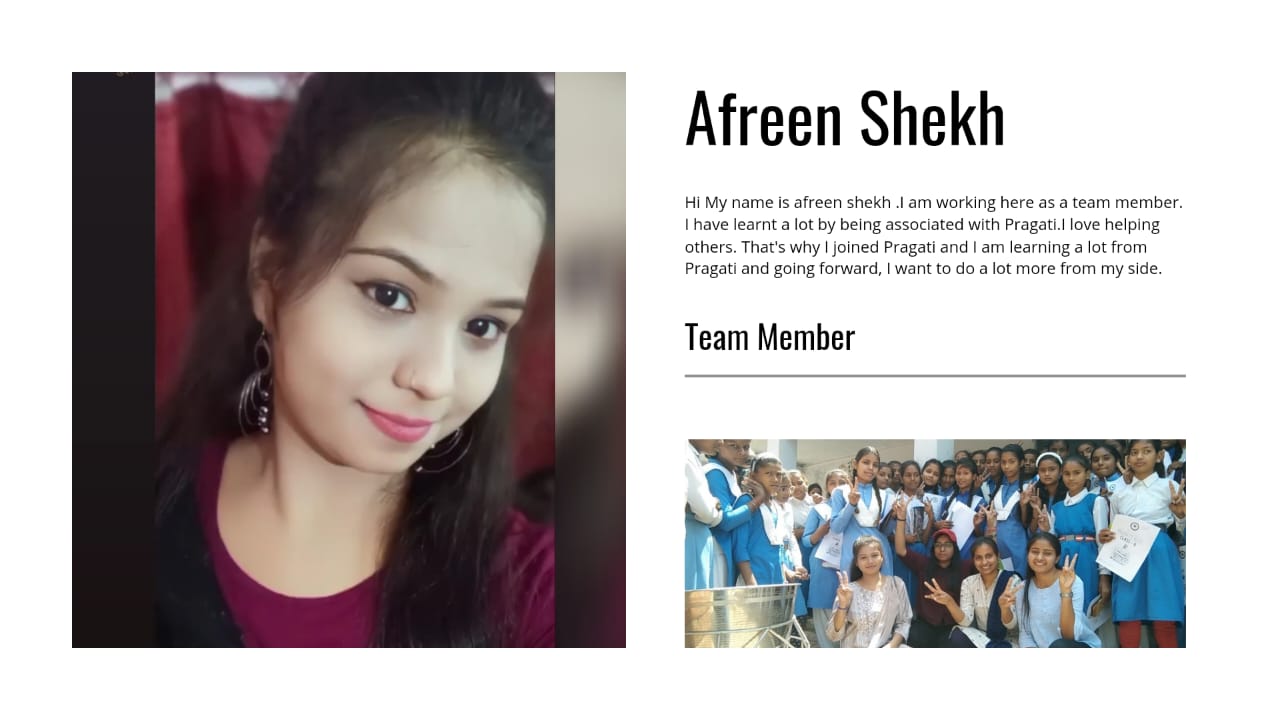 Afreen Shekh
Hi My name is afreen shekh .I am working here as a team member.
I have learnt a lot by being associated with Pragati.I love helping
others. That's why I joined Pragati and I am learning a lot from
Pragati and going forward, I want to do a lot more from my side.
Team Member